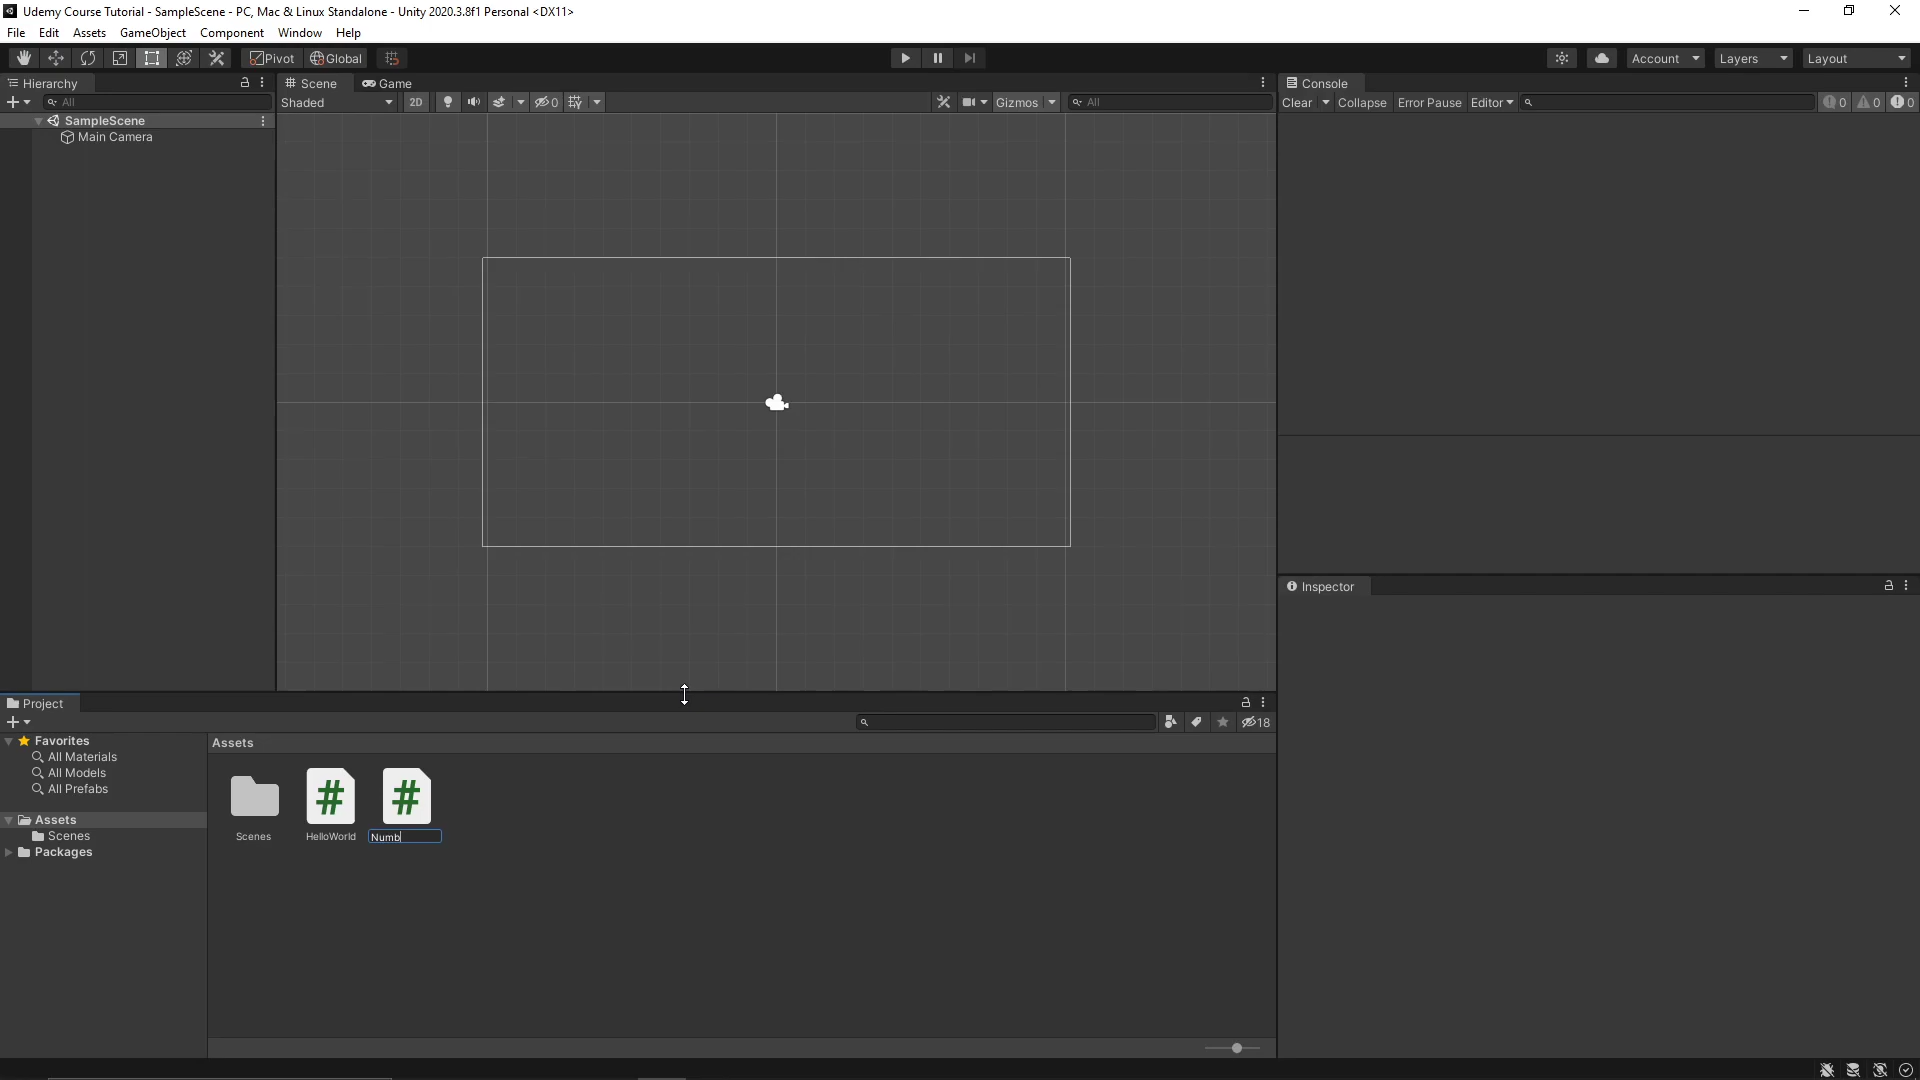 Udemy Course Tutorial - SampleScene - PC, Mac & Linux Standalone - Unity 2020.3.8f1 Personal <DX11>
File Edit Assets GameObject Component Window Help
Pivot Global Account Layers Layout
Hierarchy
All
SampleScene
Main Camera
Scene Game
Shaded 2D 0 Gizmos All
Console
Clear Collapse Error Pause Editor 0 0 0
Inspector
Project
18
Favorites
All Materials
All Models
All Prefabs
Assets
Scenes
Packages
Assets
# #
Scenes HelloWorld Numb